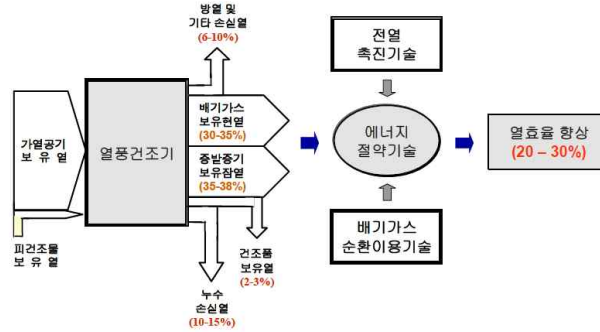 방열 및
기타 손실열
(6-10%)
가열공기
보 유 열
피건조물
보 유 열
열풍건조기
배기가스
보유현열
(30-35%)
증발증기
보유잠열
(35-38%)
건조품
보유열
(2-3%)
누수
손실열
(10-15%)
전열
촉진기술
에너지
절약기술
배기가스
순환이용기술
열효율 향상
(20 – 30%)